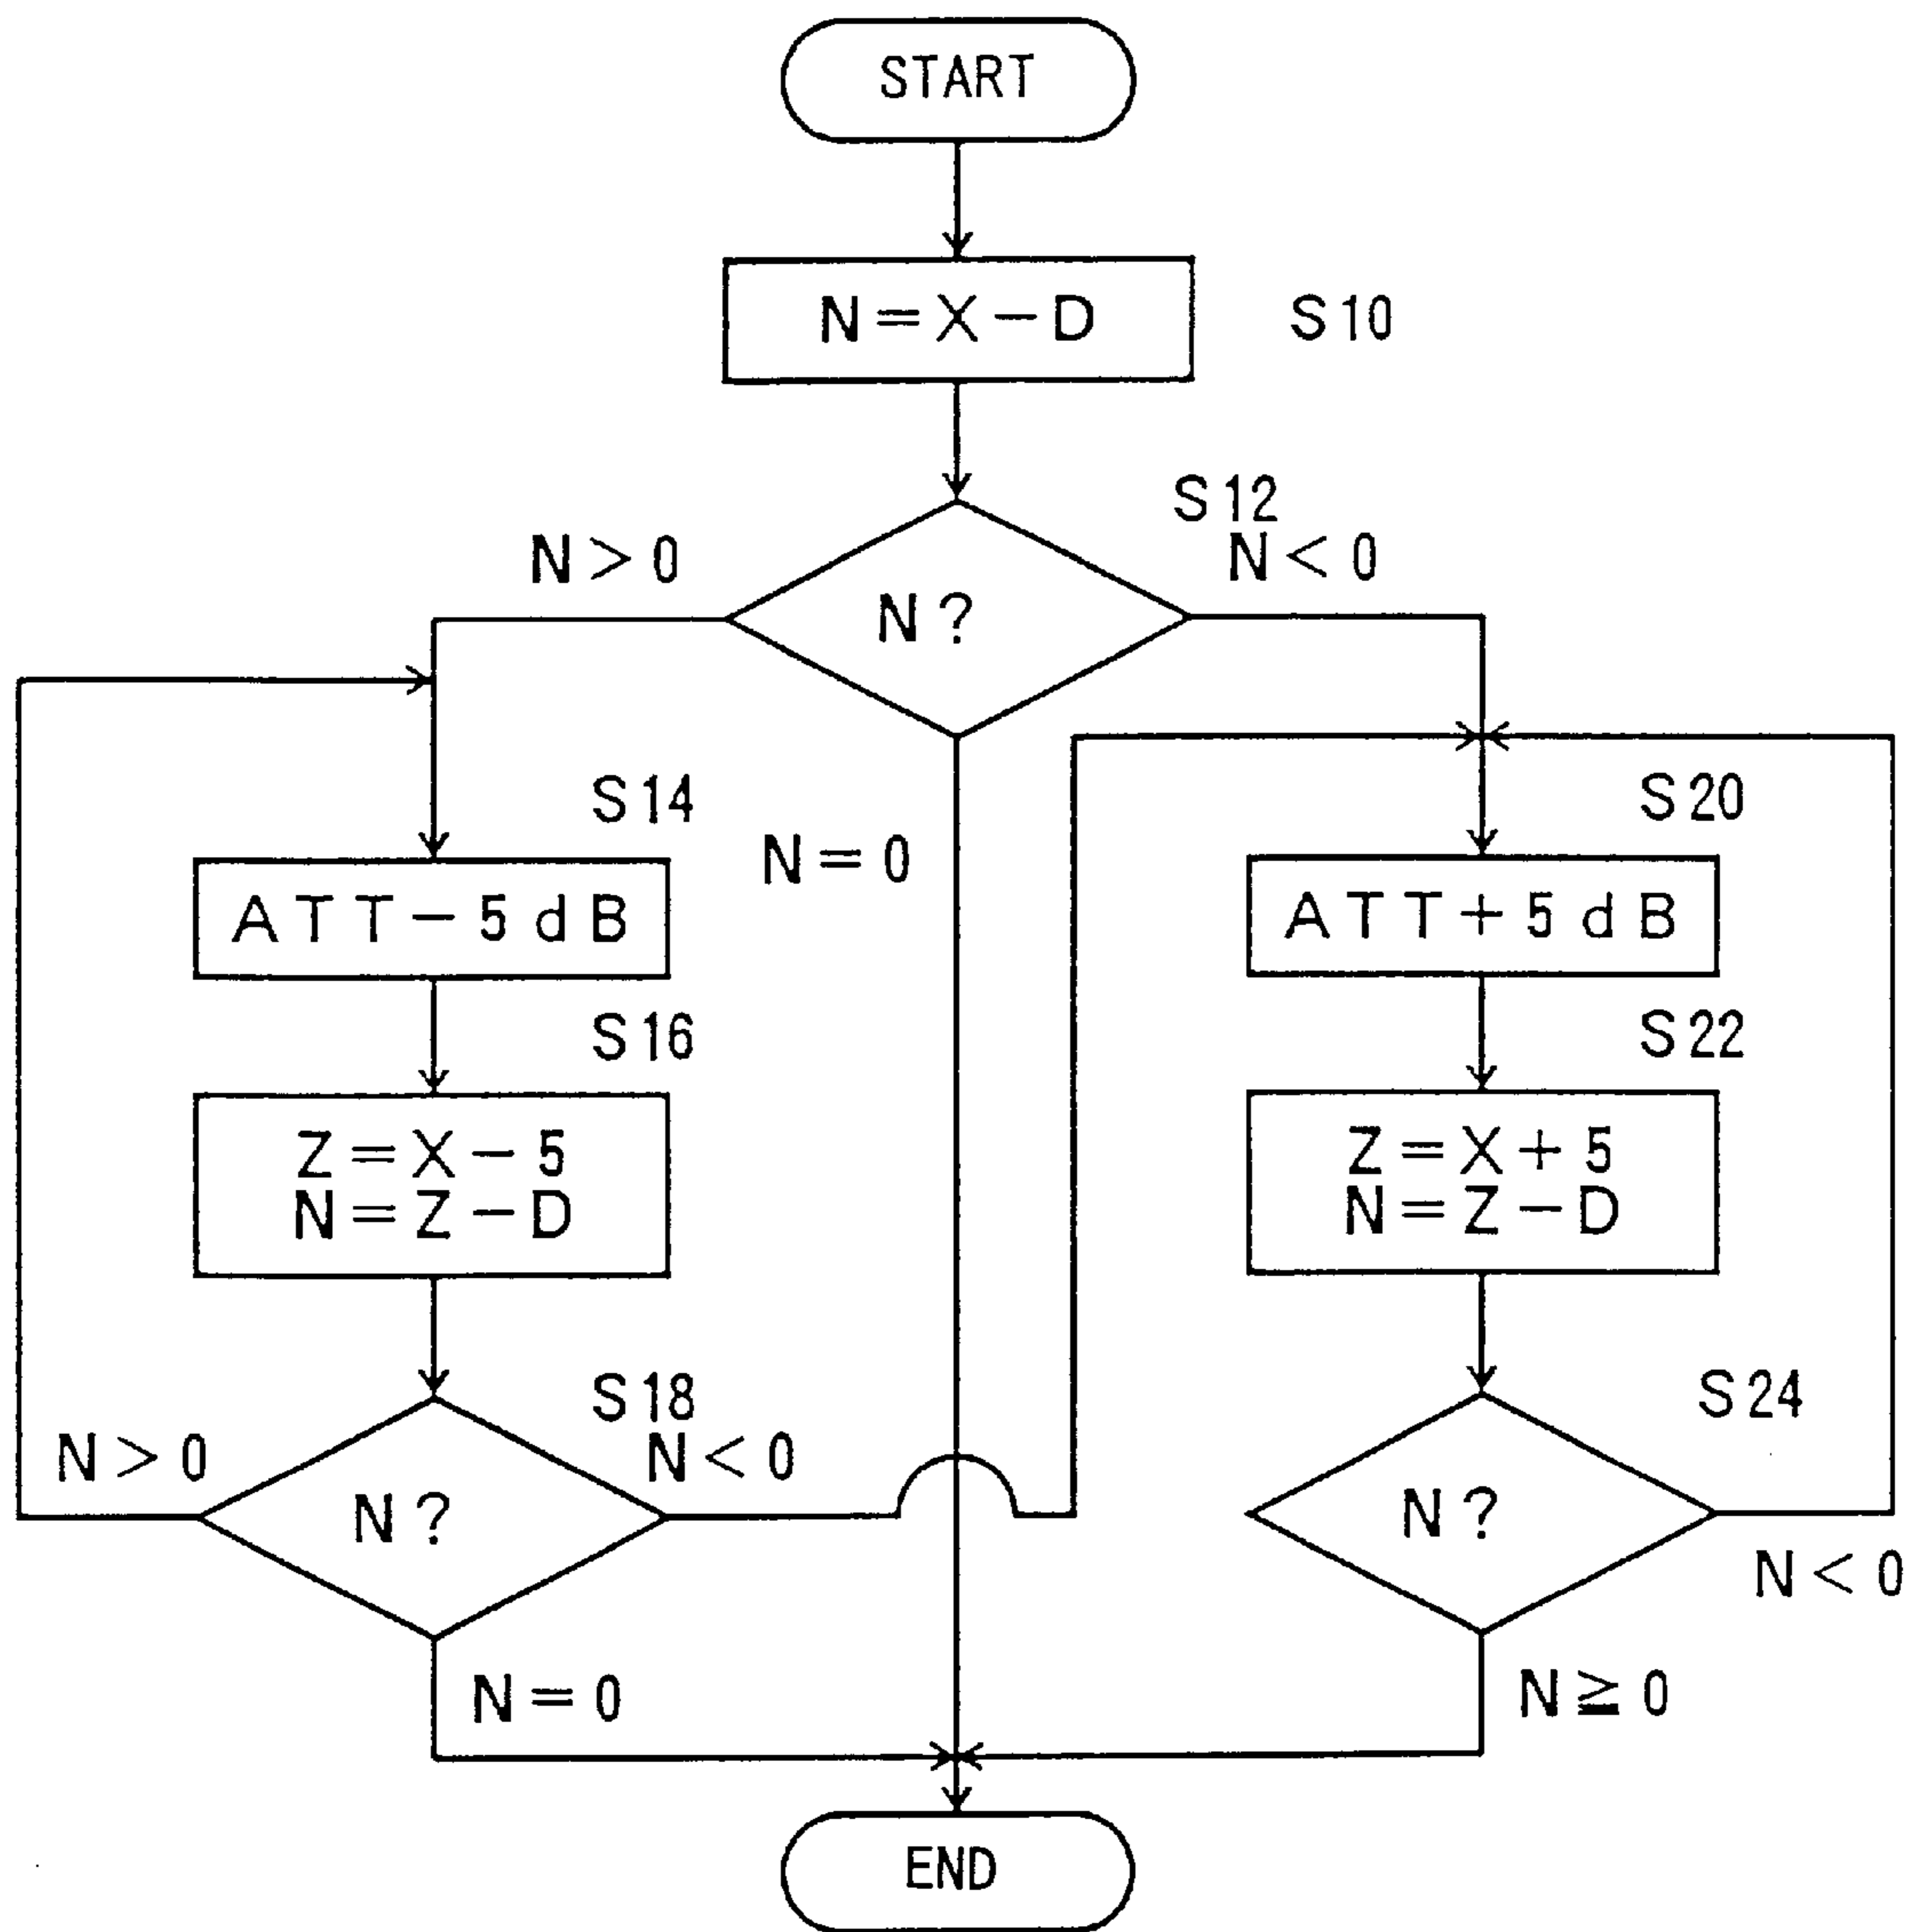 START
N=X-D
S10
S12
N>0
N<0
N?
S14
S20
N=0
ATT-5dB
ATT+5dB
S16
S22
Z=X-5
N=Z-D
Z=X+5
N=Z-D
S18
S24
N>0
N<0
N?
N?
N<0
N=0
N≧0
END